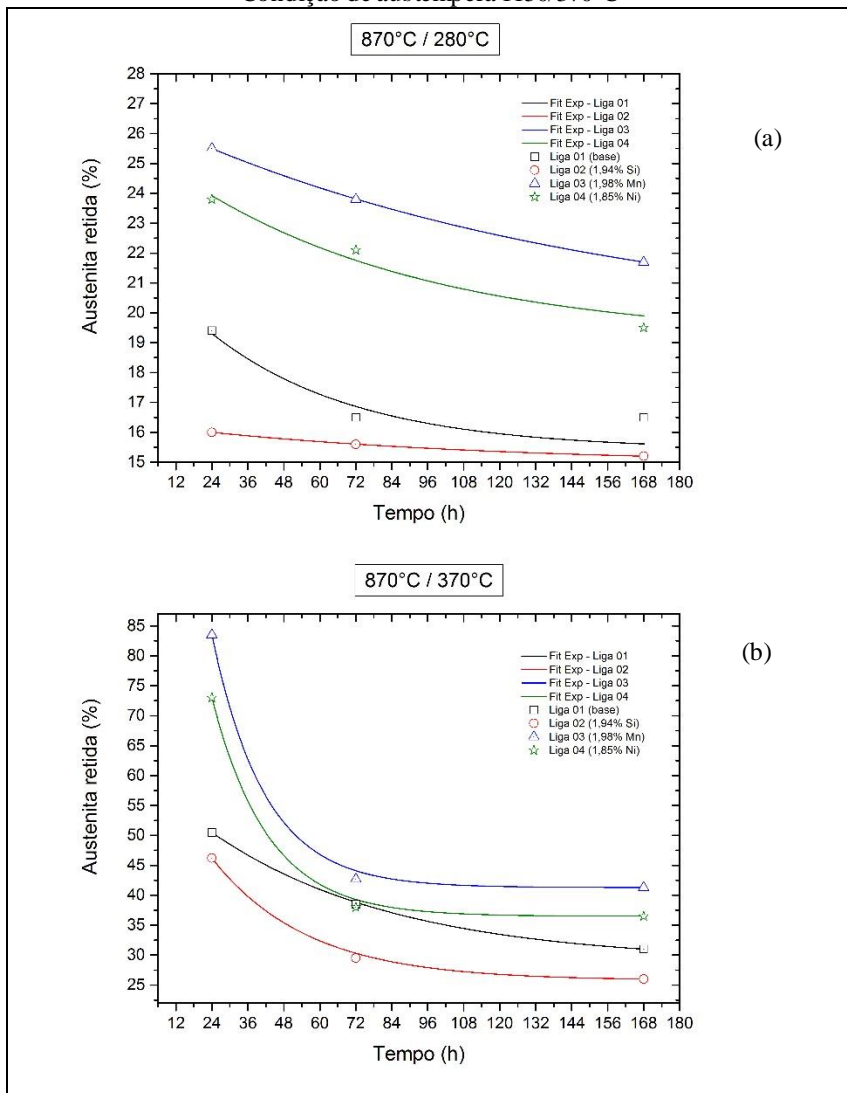 Condição de austêmpera 1150/370°C
870°C / 280°C
28
27
26
25
24
23
22
21
20
19
18
17
16
15
Austenita retida (%)
Fit Exp - Liga 01
Fit Exp - Liga 02
Fit Exp - Liga 03
Fit Exp - Liga 04
Liga 01 (base)
Liga 02 (1,94% Si)
Liga 03 (1,98% Mn)
Liga 04 (1,85% Ni)
(a)
12 24 36 48 60 72 84 96 108 120 132 144 156 168 180
Tempo (h)
870°C / 370°C
85
80
75
70
65
60
55
50
45
40
35
30
25
Austenita retida (%)
Fit Exp - Liga 01
Fit Exp - Liga 02
Fit Exp - Liga 03
Fit Exp - Liga 04
Liga 01 (base)
Liga 02 (1,94% Si)
Liga 03 (1,98% Mn)
Liga 04 (1,85% Ni)
(b)
12 24 36 48 60 72 84 96 108 120 132 144 156 168 180
Tempo (h)